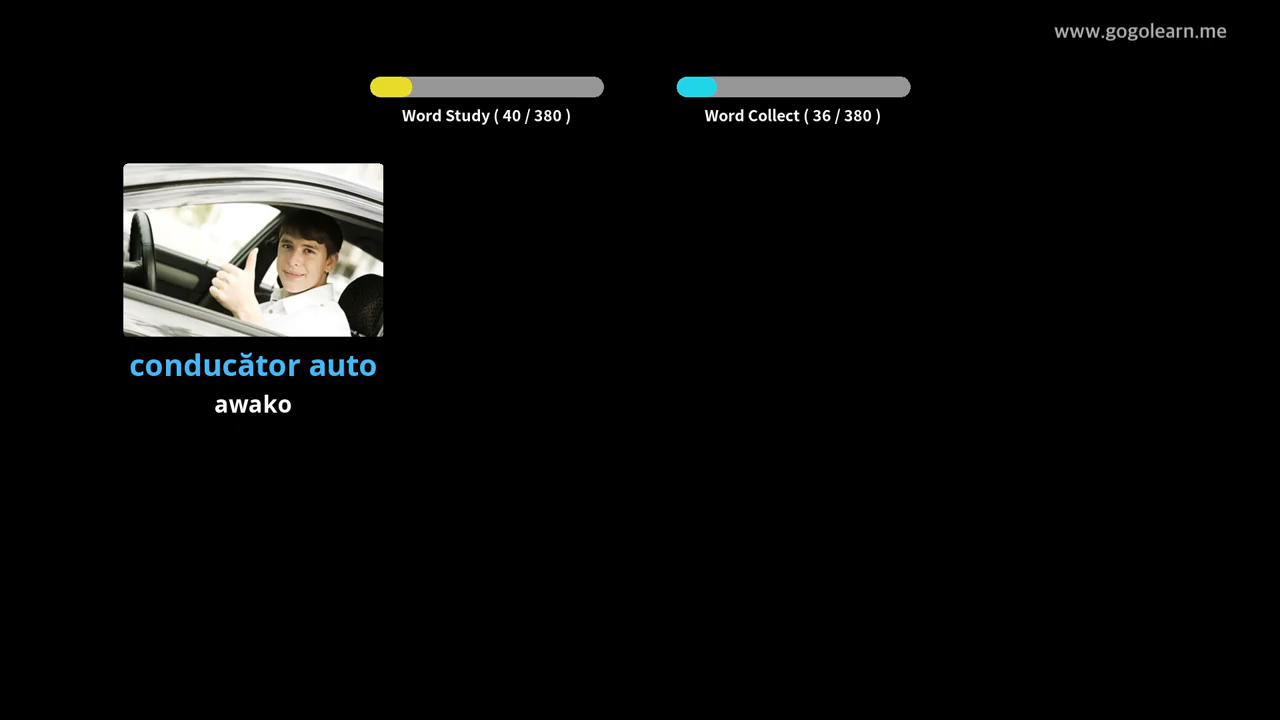 www.gogolearn.me
Word Study ( 40 / 380 )
Word Collect ( 36 / 380 )
conducător auto
awako